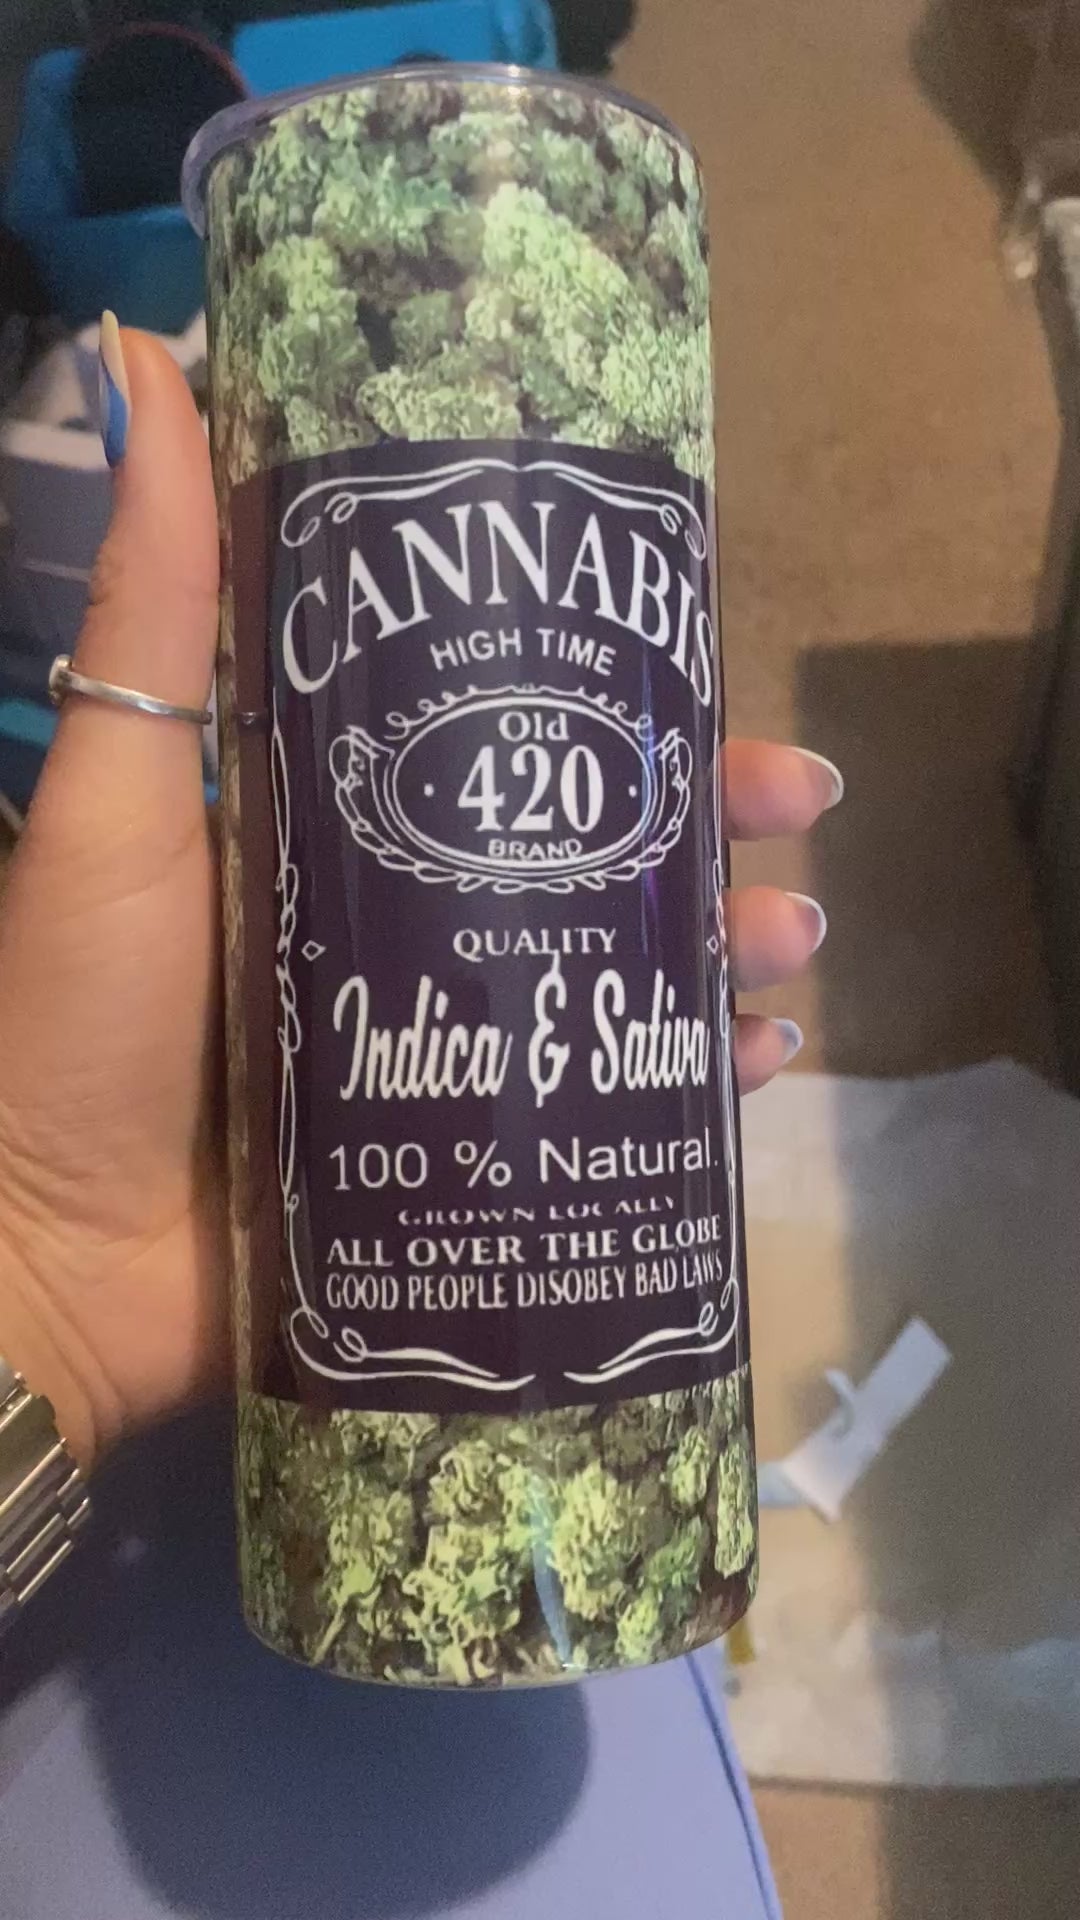 CANNABIS
HIGH TIME
Old
· 420 ·
BRAND
QUALITY
Indica & Sativa
100 % Natural.
GROWN LOCALLY
ALL OVER THE GLOBE
GOOD PEOPLE DISOBEY BAD LAWS